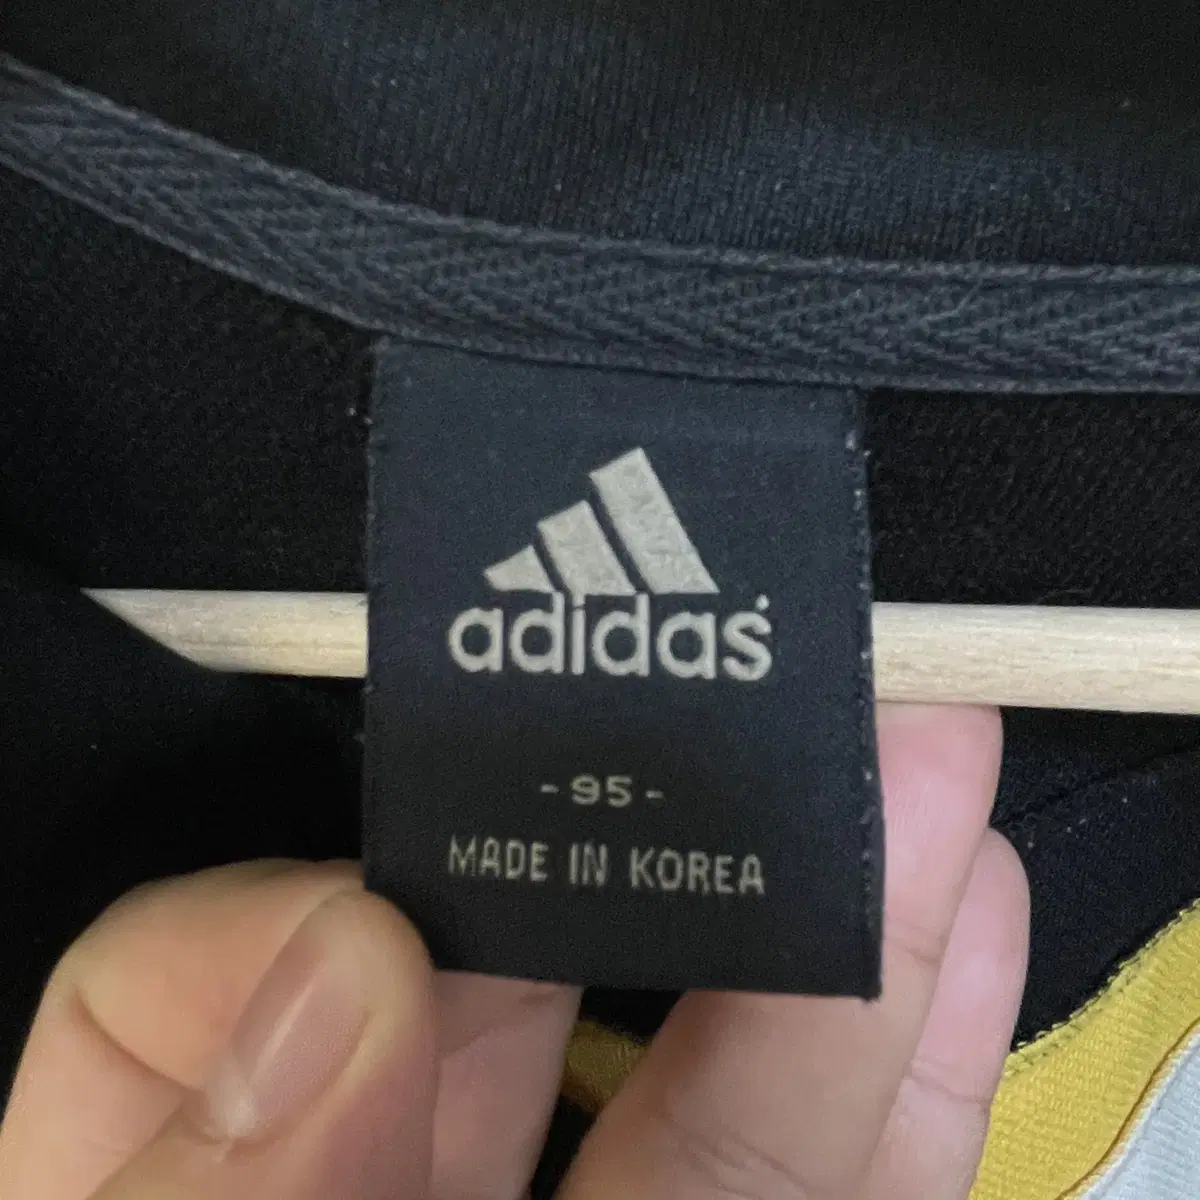 adidas
- 95 -
MADE IN KOREA